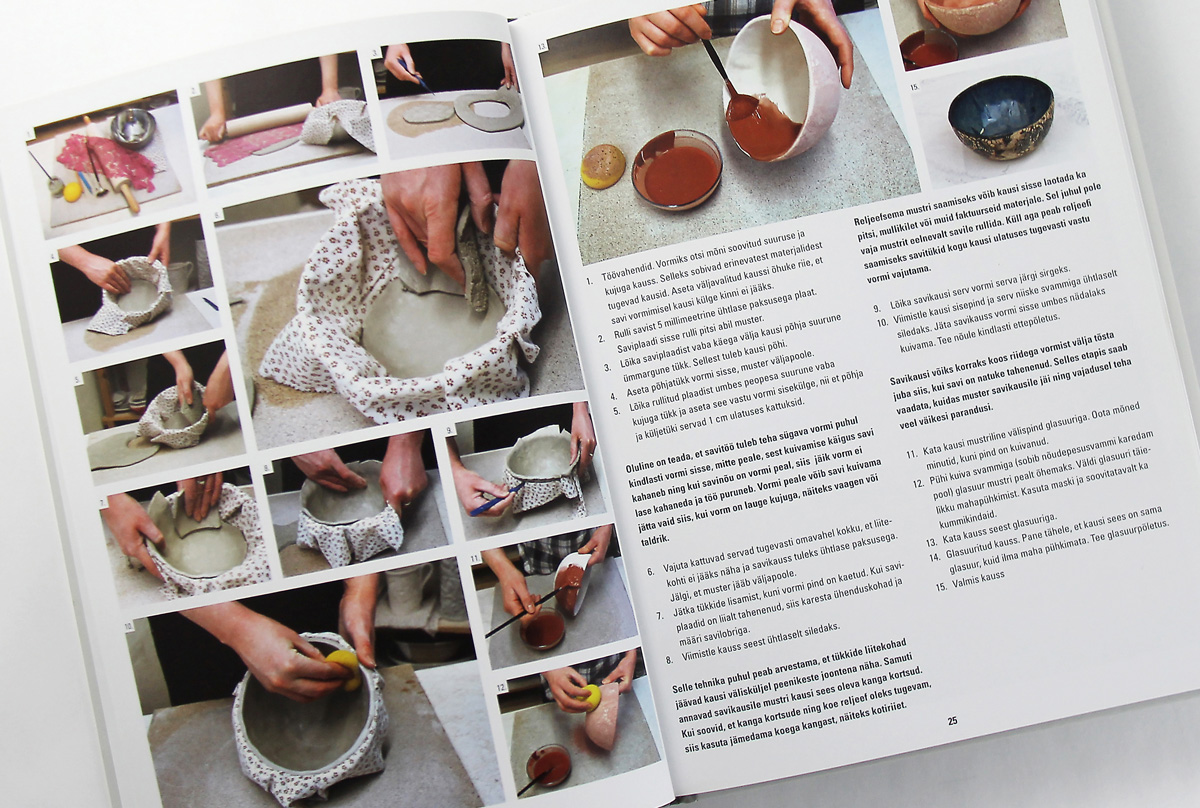 1.
2.
3.
4.
5.
6.
7.
8.
9.
10.
11.
12.
13.
15.
1. Töövahendid. Vormiks otsi mõni soovitud suuruse ja
kujuga kauss. Selleks sobivad erinevatest materjalidest
tugevad kausid. Aseta väljavalitud kaussi õhuke riie, et
savi vormimisel kausi külge kinni ei jääks.
2. Rulli savist 5 millimeetrine ühtlase paksusega plaat.
Saviplaadi sisse rulli pitsi abil muster.
3. Lõika saviplaadist vaba käega välja kausi põhja suurune
ümmargune tükk. Sellest tuleb kausi põhi.
4. Aseta põhjatükk vormi sisse, muster väljapoole.
5. Lõika rullitud plaadist umbes peopesa suurune vaba
kujuga tükk ja aseta see vastu vormi sisekülge, nii et põhja
ja küljetüki servad 1 cm ulatuses kattuksid.
Oluline on teada, et savitöö tuleb teha sügava vormi puhul
kindlasti vormi sisse, mitte peale, sest kuivamise käigus savi
kahaneb ning kui savinõu on vormi peal, siis jäik vorm ei
lase kahaneda ja töö puruneb. Vormi peale võib savi kuivama
jätta vaid siis, kui vorm on lauge kujuga, näiteks vaagen või
taldrik.
6. Vajuta kattuvad servad tugevasti omavahel kokku, et liite-
kohti ei jääks näha ja savikauss tuleks ühtlase paksusega.
Jälgi, et muster jääb väljapoole.
7. Jätka tükkide lisamist, kuni vormi pind on kaetud. Kui savi-
plaadid on liialt tahenenud, siis karesta ühenduskohad ja
määri savilobriga.
8. Viimistle kauss seest ühtlaselt siledaks.
Selle tehnika puhul peab arvestama, et tükkide liitekohad
jäävad kausi välisküljel peenikeste joontena näha. Samuti
annavad savikausile mustri kausi sees oleva kanga kortsud.
Kui soovid, et kanga kortsude ning koe reljeef oleks tugevam,
siis kasuta jämedama koega kangast, näiteks kotiriiet.
Reljeefsema mustri saamiseks võib kausi sisse laotada ka
pitsi, mullikilet või muid faktuurseid materjale. Sel juhul pole
vaja mustrit eelnevalt savile rullida. Küll aga peab reljeefi
saamiseks savitükid kogu kausi ulatuses tugevasti vastu
vormi vajutama.
9. Lõika savikausi serv vormi serva järgi sirgeks.
10. Viimistle kausi sisepind ja serv niiske svammiga ühtlaselt
siledaks. Jäta savikauss vormi sisse umbes nädalaks
kuivama. Tee nõule kindlasti ettepõletus.
Savikausi võiks korraks koos riidega vormist välja tõsta
juba siis, kui savi on natuke tahenenud. Selles etapis saab
vaadata, kuidas muster savikausile jäi ning vajadusel teha
veel väikesi parandusi.
11. Kata kausi mustriline välispind glasuuriga. Oota mõned
minutid, kuni pind on kuivanud.
12. Pühi kuiva svammiga (sobib nõudepesusvammi karedam
pool) glasuur mustri pealt õhemaks. Väldi glasuuri täie-
likku mahapühkimist. Kasuta maski ja soovitatavalt ka
kummikindaid.
13. Kata kauss seest glasuuriga.
14. Glasuuritud kauss. Pane tähele, et kausi sees on sama
glasuur, kuid ilma maha pühkimata. Tee glasuurpõletus.
15. Valmis kauss
25